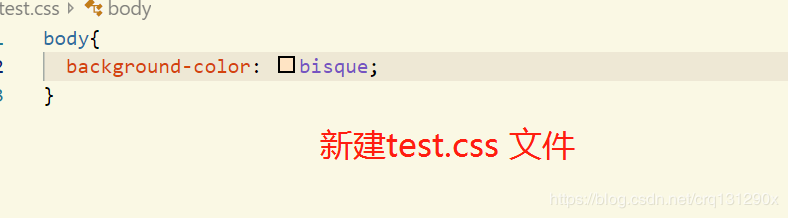 test.css > body
1 body{
2 background-color: bisque;
3 }
新建test.css 文件
https://blog.csdn.net/crq131290x